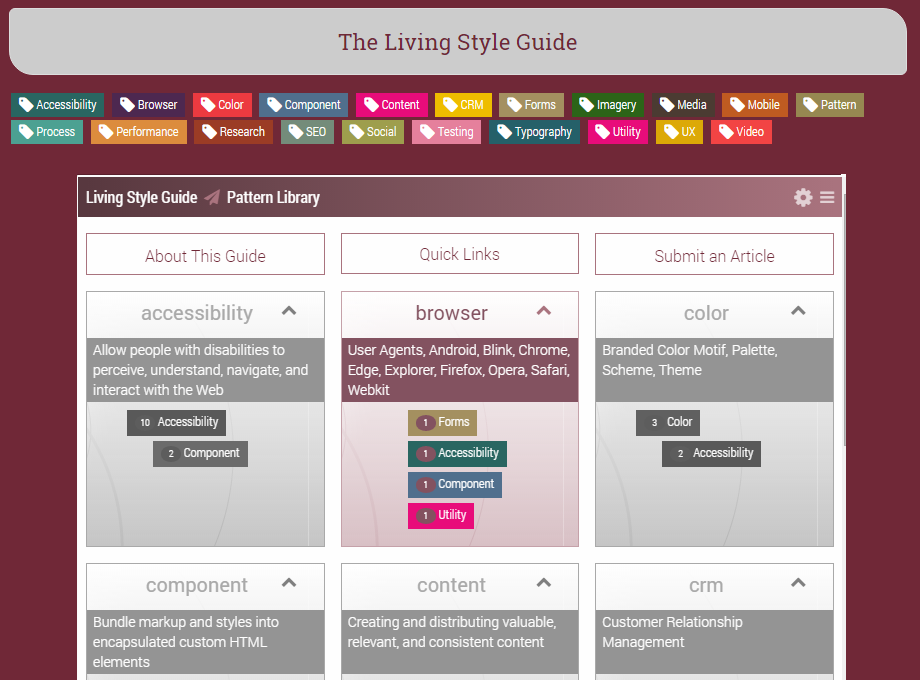 The Living Style Guide
Accessibility Browser Color Component Content CRM Forms Imagery Media Mobile Pattern
Process Performance Research SEO Social Testing Typography Utility UX Video
Living Style Guide Pattern Library
About This Guide
Quick Links
Submit an Article
accessibility
Allow people with disabilities to
perceive, understand, navigate, and
interact with the Web
10 Accessibility
2 Component
browser
User Agents, Android, Blink, Chrome,
Edge, Explorer, Firefox, Opera, Safari,
Webkit
1 Forms
1 Accessibility
1 Component
1 Utility
color
Branded Color Motif, Palette,
Scheme, Theme
3 Color
2 Accessibility
component
Bundle markup and styles into
encapsulated custom HTML
elements
content
Creating and distributing valuable,
relevant, and consistent content
crm
Customer Relationship
Management